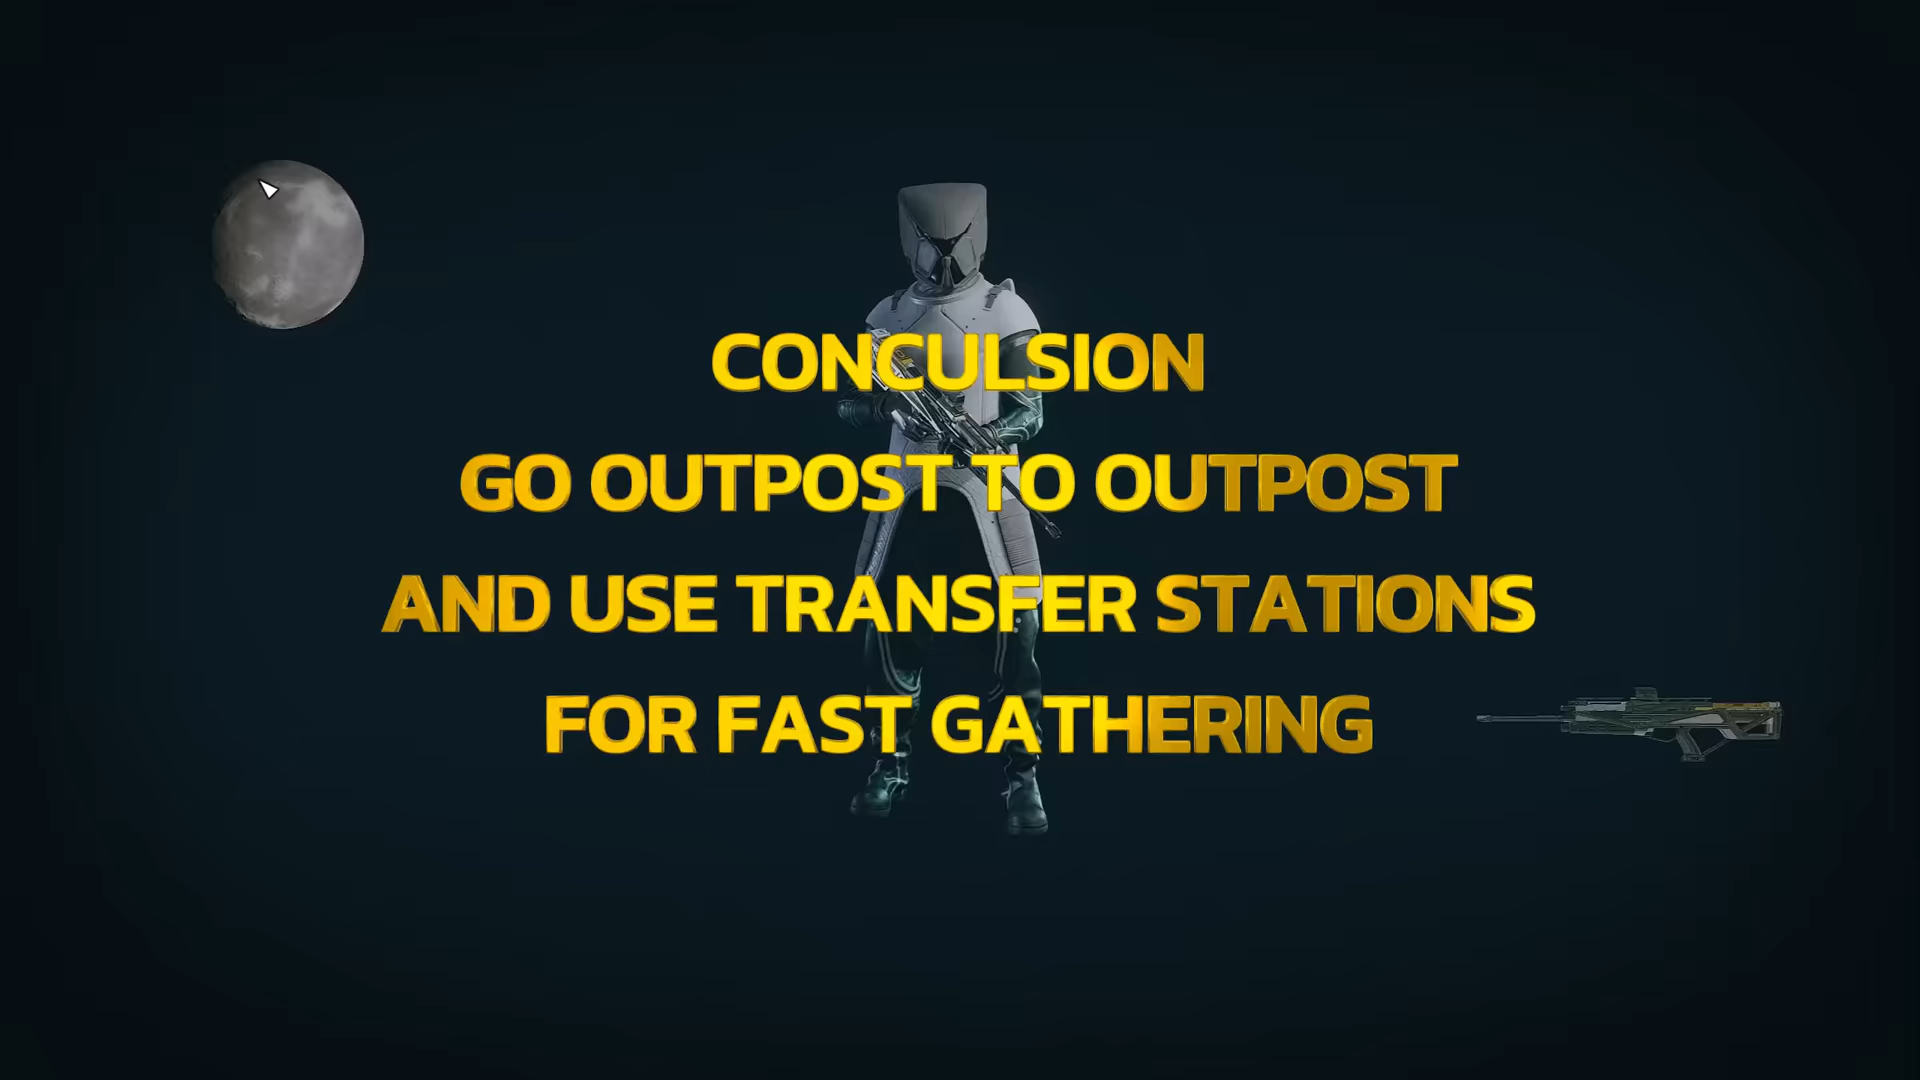 CONCULSION
GO OUTPOST TO OUTPOST
AND USE TRANSFER STATIONS
FOR FAST GATHERING